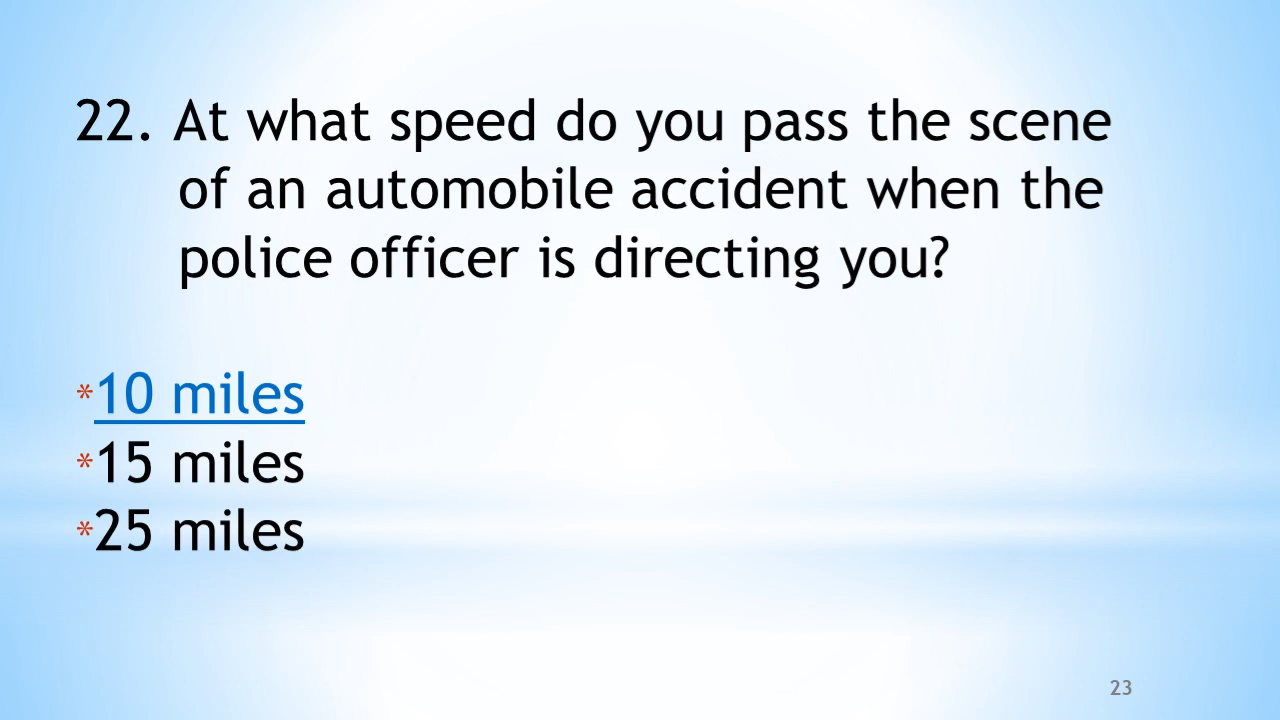 22. At what speed do you pass the scene
of an automobile accident when the
police officer is directing you?
*10 miles
*15 miles
*25 miles
23